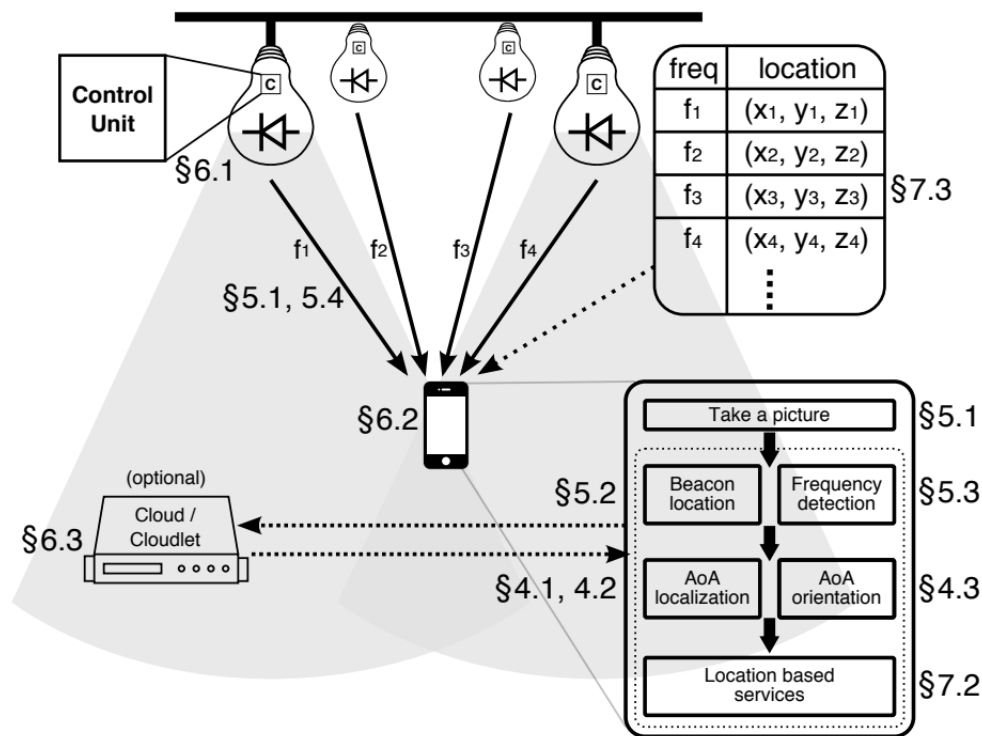 Control
Unit
C
C
C
C
§6.1
freq location
f1 (x1, y1, z1)
f2 (x2, y2, z2)
f3 (x3, y3, z3)
f4 (x4, y4, z4)
§7.3
f1
f2
f3
f4
§5.1, 5.4
§6.2
(optional)
Cloud /
Cloudlet
§6.3
Take a picture
§5.1
§5.2
Beacon
location
Frequency
detection
§5.3
§4.1, 4.2
AoA
localization
AoA
orientation
§4.3
Location based
services
§7.2